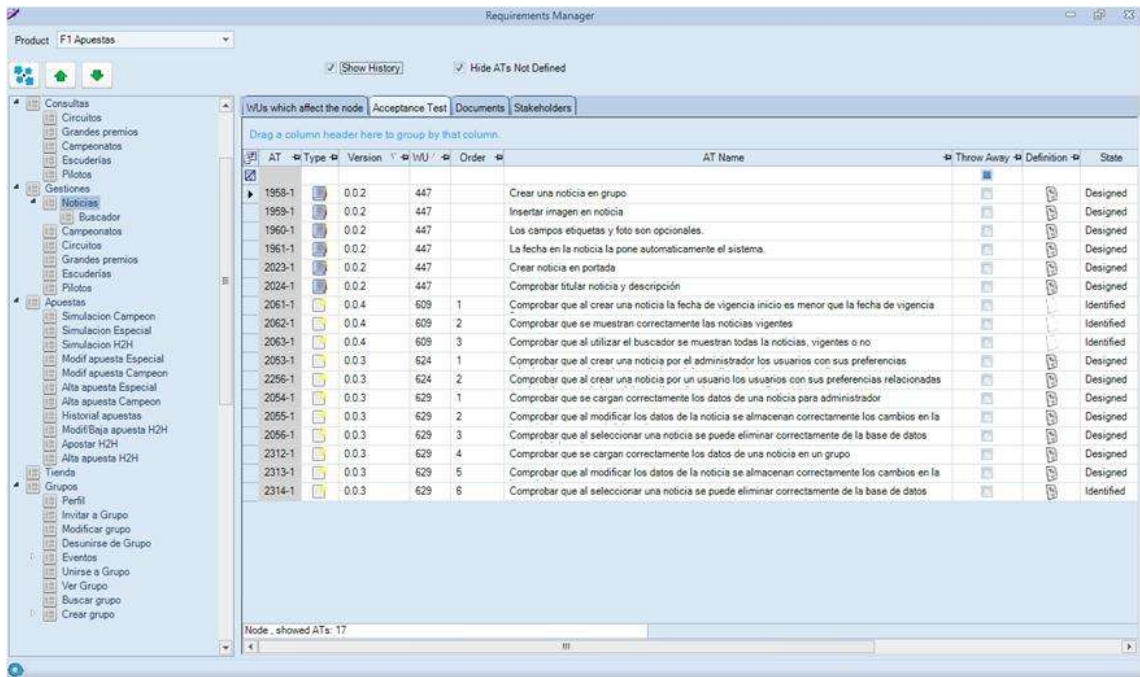 Requirements Manager
Product F1 Apuestas
Show History Hide ATs Not Defined
Consultas
Circuitos
Grandes premios
Campeonatos
Escuderías
Pilotos
Gestiones
Noticias
Buscador
Campeonatos
Circuitos
Grandes premios
Escuderías
Pilotos
Apuestas
Simulacion Campeon
Simulacion Especial
Simulacion H2H
Modif apuesta Especial
Modif apuesta Campeon
Alta apuesta Especial
Alta apuesta Campeon
Historial apuestas
Modif/Baja apuesta H2H
Apostar H2H
Alta apuesta H2H
Tienda
Grupos
Perfil
Invitar a Grupo
Modificar grupo
Desunirse de Grupo
Eventos
Unirse a Grupo
Ver Grupo
Buscar grupo
Crear grupo
WUs which affect the node Acceptance Test Documents Stakeholders
Drag a column header here to group by that column.
AT Type Version WU Order AT Name Throw Away Definition State
1958-1 0.0.2 447 Crear una noticia en grupo Designed
1959-1 0.0.2 447 Insertar imagen en noticia Designed
1960-1 0.0.2 447 Los campos etiquetas y foto son opcionales. Designed
1961-1 0.0.2 447 La fecha en la noticia la pone automaticamente el sistema. Designed
2023-1 0.0.2 447 Crear noticia en portada Designed
2024-1 0.0.2 447 Comprobar titular noticia y descripción Designed
2061-1 0.0.4 609 1 Comprobar que al crear una noticia la fecha de vigencia inicio es menor que la fecha de vigencia Identified
2062-1 0.0.4 609 2 Comprobar que se muestran correctamente las noticias vigentes Identified
2063-1 0.0.4 609 3 Comprobar que al utilizar el buscador se muestran todas la noticias, vigentes o no Identified
2053-1 0.0.3 624 1 Comprobar que al crear una noticia por el administrador los usuarios con sus preferencias Designed
2256-1 0.0.3 624 2 Comprobar que al crear una noticia por un usuario los usuarios con sus preferencias relacionadas Designed
2054-1 0.0.3 629 1 Comprobar que se cargan correctamente los datos de una noticia para administrador Designed
2055-1 0.0.3 629 2 Comprobar que al modificar los datos de la noticia se almacenan correctamente los cambios en la Designed
2056-1 0.0.3 629 3 Comprobar que al seleccionar una noticia se puede eliminar correctamente de la base de datos Designed
2312-1 0.0.3 629 4 Comprobar que se cargan correctamente los datos de una noticia en un grupo Designed
2313-1 0.0.3 629 5 Comprobar que al modificar los datos de la noticia se almacenan correctamente los cambios en la Designed
2314-1 0.0.3 629 6 Comprobar que al seleccionar una noticia se puede eliminar correctamente de la base de datos Identified
Node , showed ATs: 17